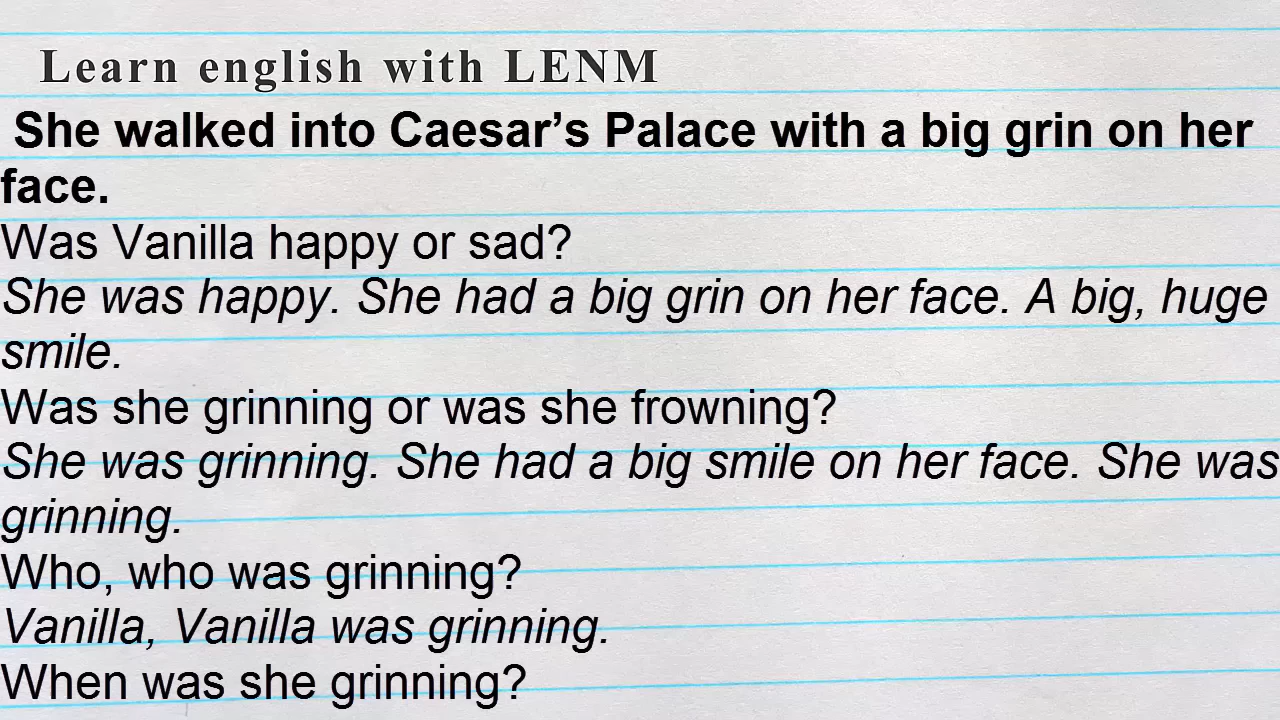 Learn english with LENM
She walked into Caesar’s Palace with a big grin on her
face.
Was Vanilla happy or sad?
She was happy. She had a big grin on her face. A big, huge
smile.
Was she grinning or was she frowning?
She was grinning. She had a big smile on her face. She was
grinning.
Who, who was grinning?
Vanilla, Vanilla was grinning.
When was she grinning?